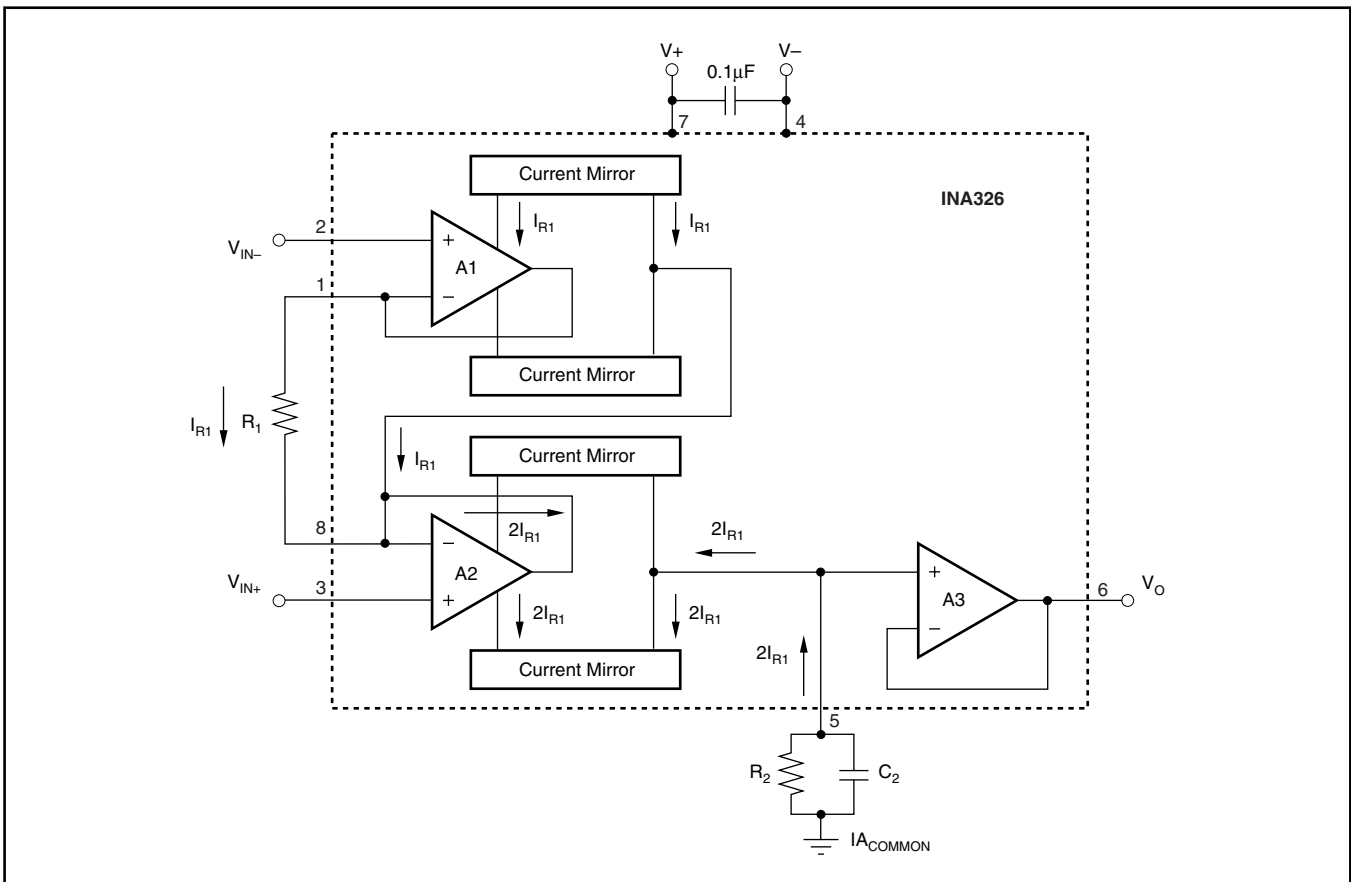 V+
V–
0.1µF
7
4
Current Mirror
INA326
I_R1
I_R1
2
V_IN–
+
A1
1
–
Current Mirror
I_R1
R_1
I_R1
Current Mirror
2I_R1
8
–
2I_R1
A2
V_IN+
3
+
2I_R1
2I_R1
+
A3
–
6
V_O
Current Mirror
2I_R1
5
R_2
C_2
IA_COMMON